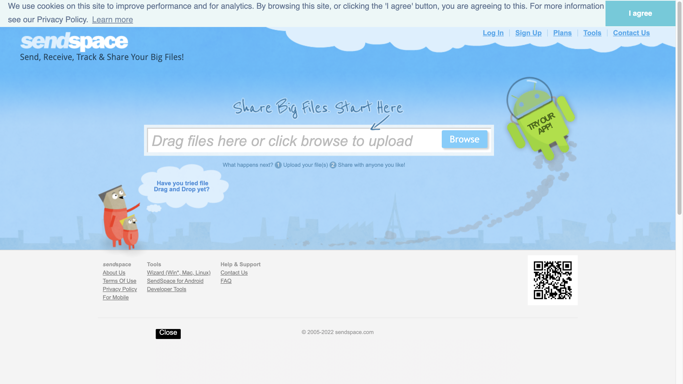 We use cookies on this site to improve performance and for analytics. By browsing this site, or clicking the 'I agree' button, you are agreeing to this. For more information
see our Privacy Policy. Learn more
I agree
sendspace
Log In | Sign Up | Plans | Tools | Contact Us
Send, Receive, Track & Share Your Big Files!
Share Big Files Start Here
TRY OUR
APP!
Drag files here or click browse to upload
Browse
What happens next? 1 Upload your file(s) 2 Share with anyone you like!
Have you tried file
Drag and Drop yet?
sendspace
About Us
Terms Of Use
Privacy Policy
For Mobile
Tools
Wizard (Win*, Mac, Linux)
SendSpace for Android
Developer Tools
Help & Support
Contact Us
FAQ
Close
© 2005-2022 sendspace.com